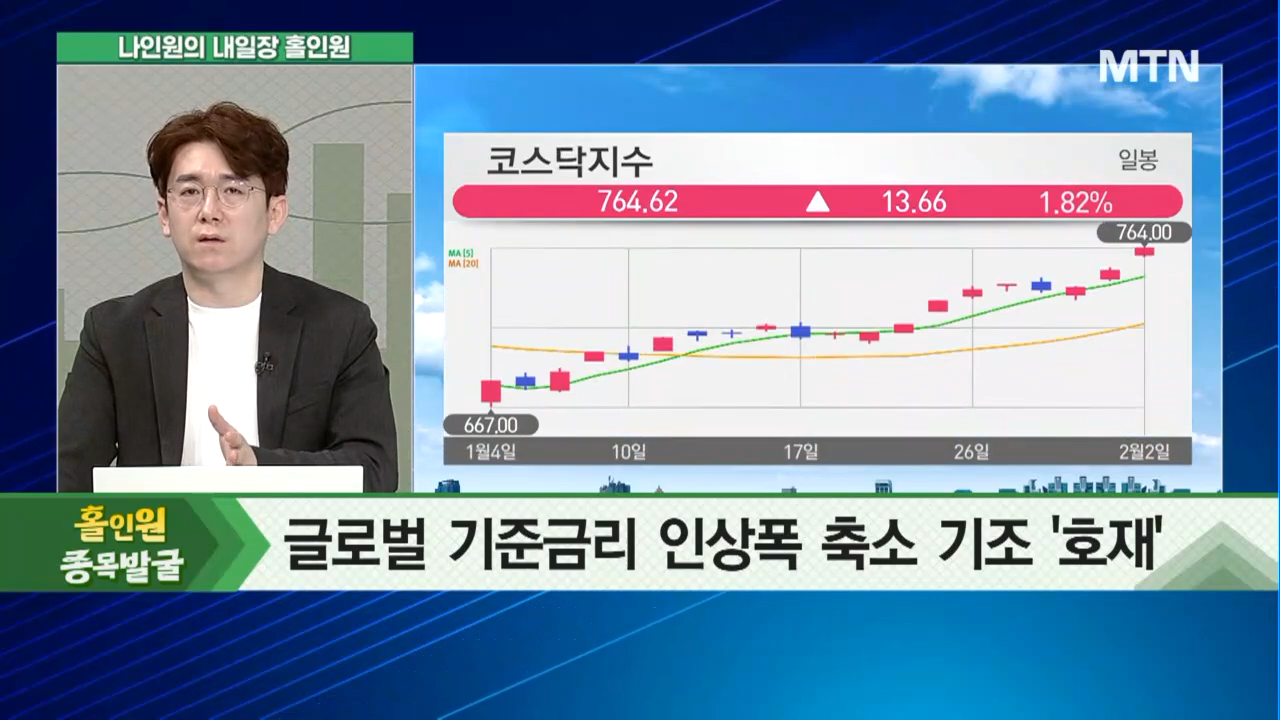 나인원의 내일장 홀인원
MTN
코스닥지수
일봉
764.62 ▲ 13.66 1.82%
764.00
MA [5]
MA [20]
667.00
1월4일 10일 17일 26일 2월2일
홀인원
종목발굴
글로벌 기준금리 인상폭 축소 기조 '호재'